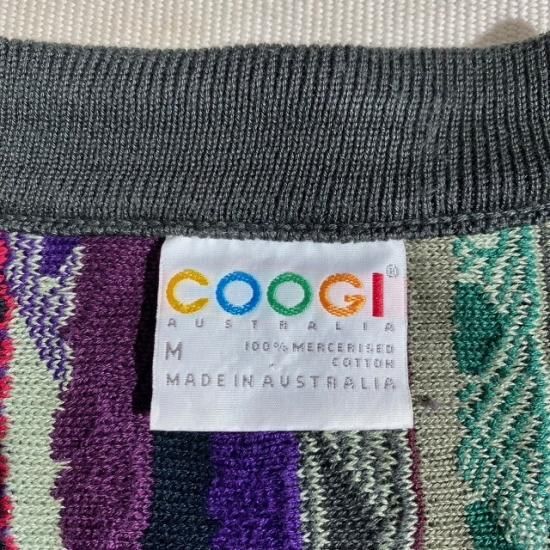 COOGI®
AUSTRALIA
M 100% MERCERISED
COTTON
MADE IN AUSTRALIA